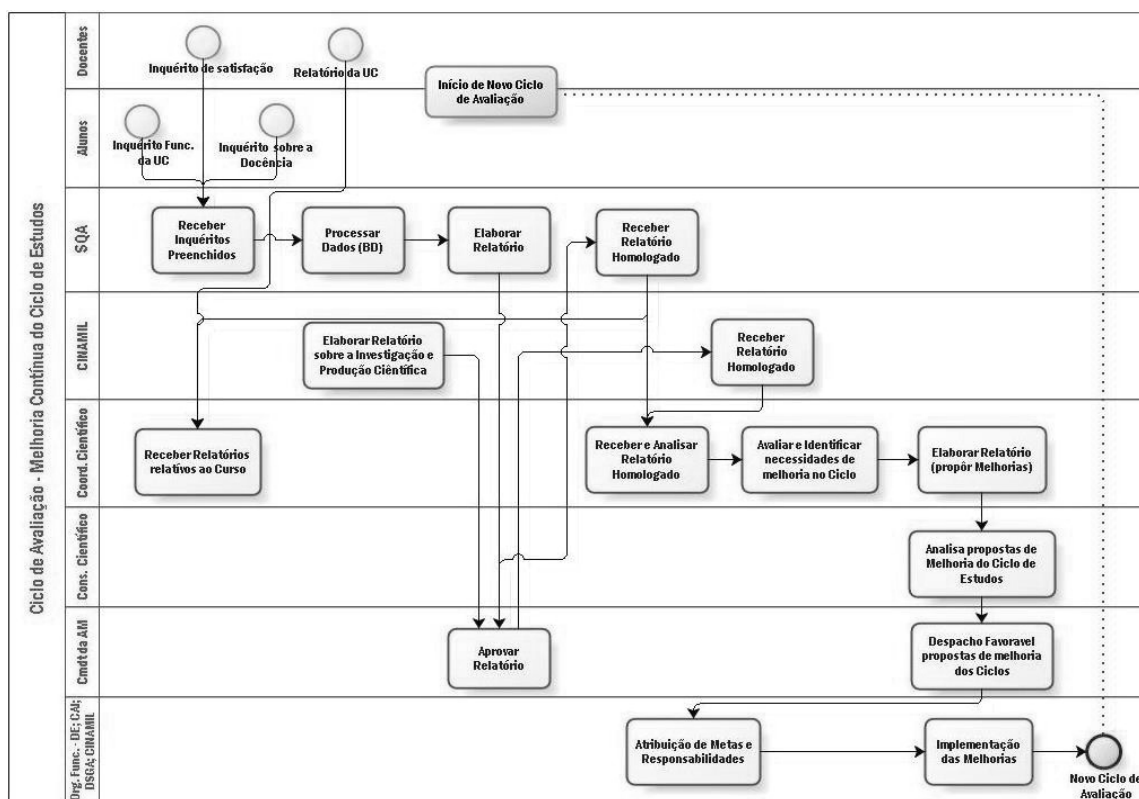 Ciclo de Avaliação - Melhoria Contínua do Ciclo de Estudos
Docentes
Inquérito de satisfação
Relatório da UC
Início de Novo Ciclo
de Avaliação
Alunos
Inquérito Func.
da UC
Inquérito sobre a
Docência
SQA
Receber
Inquéritos
Preenchidos
Processar
Dados (BD)
Elaborar
Relatório
Receber
Relatório
Homologado
CINAMIL
Elaborar Relatório
sobre a Investigação e
Produção Ciêntífica
Receber
Relatório
Homologado
Coord. Científico
Receber Relatórios
relativos ao Curso
Receber e Analisar
Relatório
Homologado
Avaliar e Identificar
necessidades de
melhoria no Ciclo
Elaborar Relatório
(propôr Melhorias)
Cons. Científico
Analisa propostas de
Melhoria do Ciclo de
Estudos
Cmdt da AM
Aprovar
Relatório
Despacho Favoravel
propostas de melhoria
dos Ciclos
Org. Func. - DE; CAI;
DSGA; CINAMIL
Atribuição de Metas e
Responsabilidades
Implementação
das Melhorias
Novo Ciclo de
Avaliação